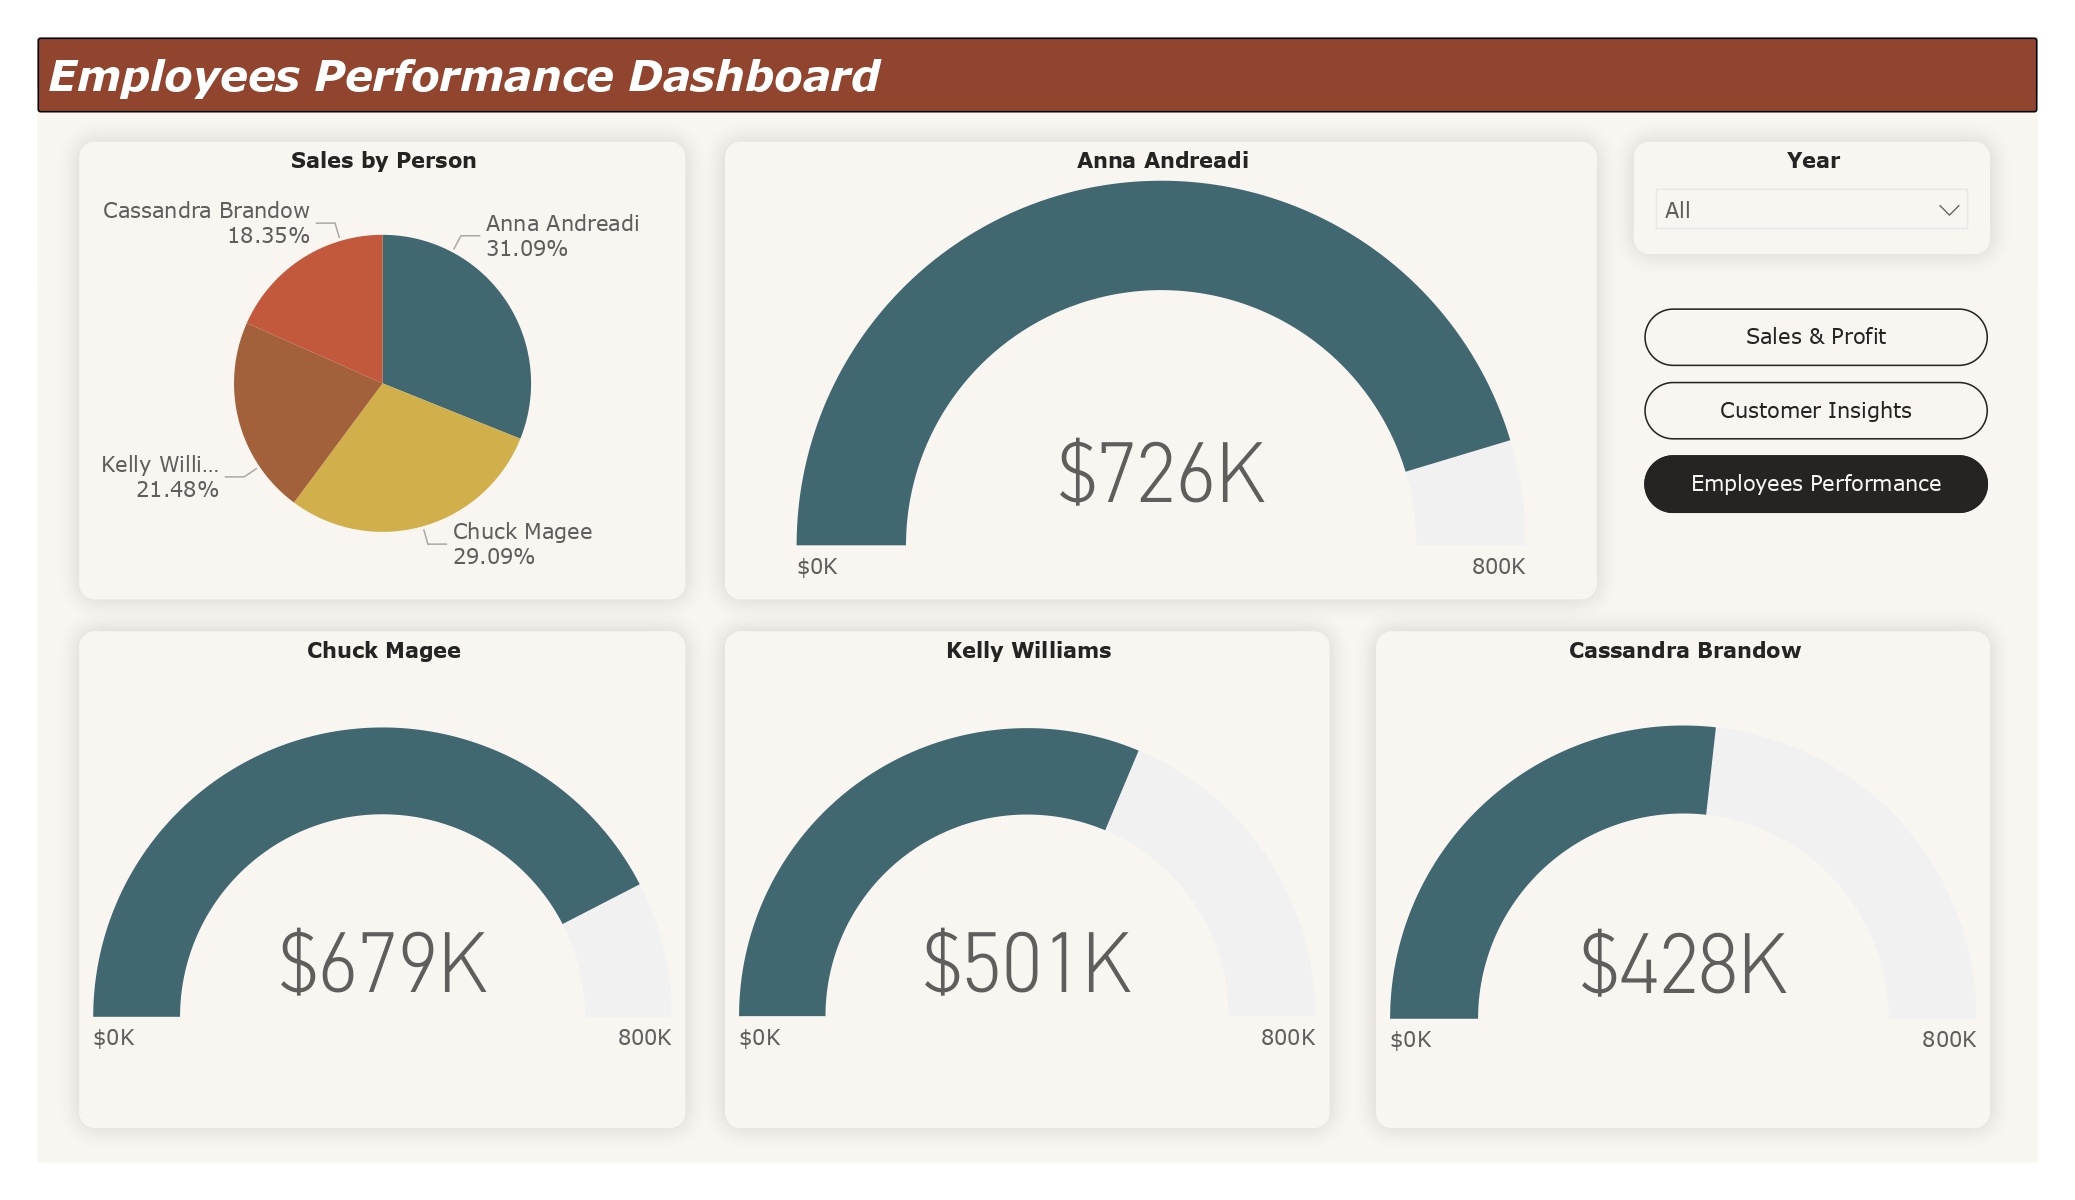 Employees Performance Dashboard
Sales by Person
Cassandra Brandow
18.35%
Anna Andreadi
31.09%
Kelly Willi...
21.48%
Chuck Magee
29.09%
Anna Andreadi
$726K
$0K
800K
Year
All
Sales & Profit
Customer Insights
Employees Performance
Chuck Magee
$679K
$0K
800K
Kelly Williams
$501K
$0K
800K
Cassandra Brandow
$428K
$0K
800K